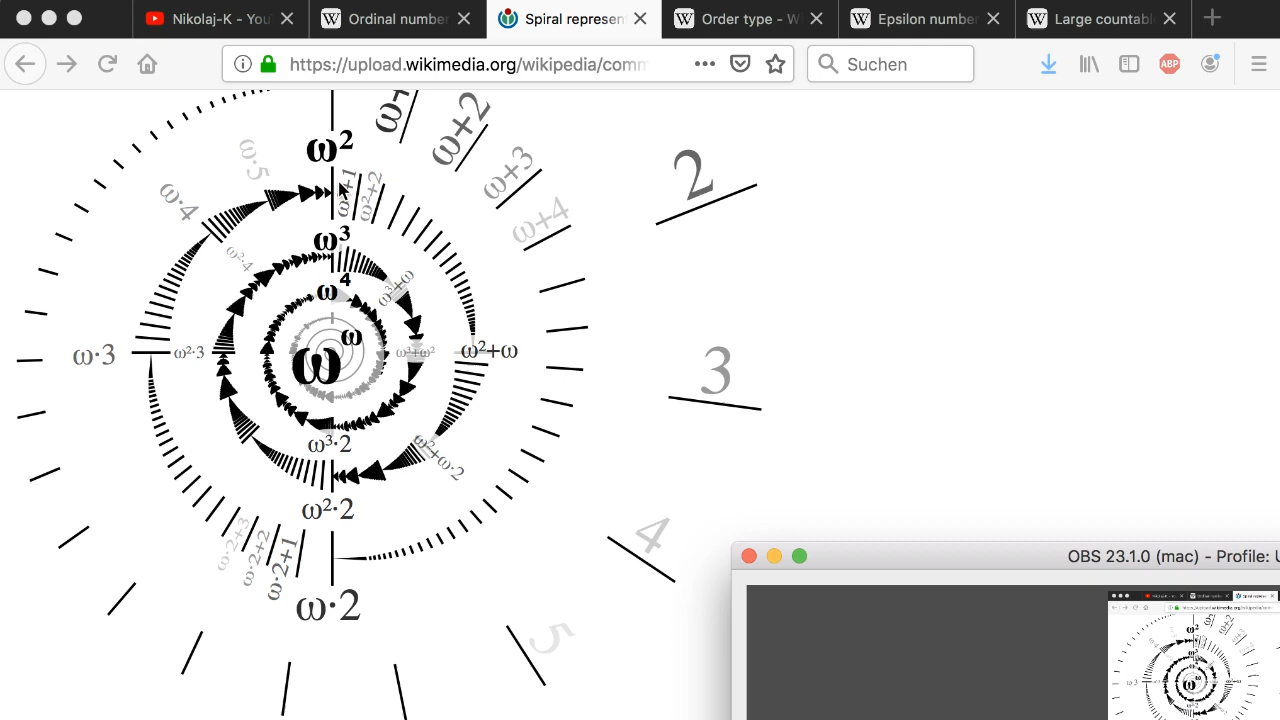 Nikolaj-K - You
Ordinal number
Spiral represen
Order type - W
Epsilon number
Large countabl
https://upload.wikimedia.org/wikipedia/comm
Suchen
ABP
ω+
ω+2
ω+3
ω+4
2
3
4
5
ω²
ω·5
ω·4
ω²+2
ω³
ω²·4
ω⁴
ω³+ω
ω·3
ω²·3
ω^ω
ω³+ω²
ω²+ω
ω³·2
ω²+ω·2
ω²·2
ω·2+3
ω·2+2
ω·2+1
ω·2
OBS 23.1.0 (mac) - Profile: U